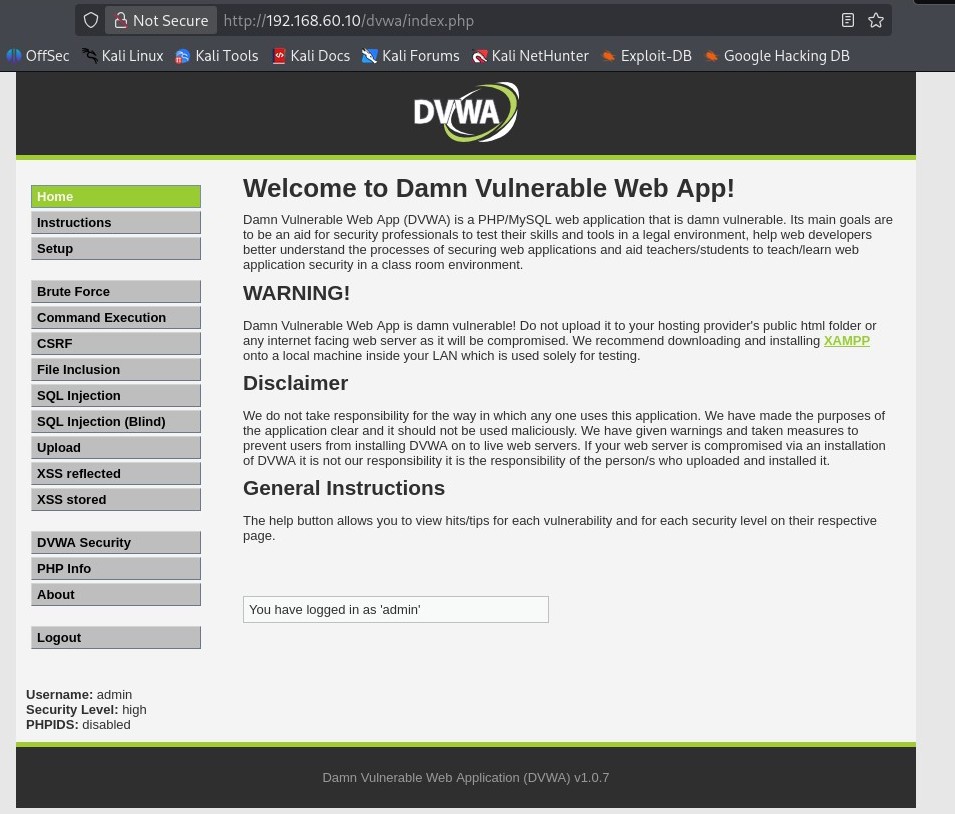 Not Secure http://192.168.60.10/dvwa/index.php
OffSec Kali Linux Kali Tools Kali Docs Kali Forums Kali NetHunter Exploit-DB Google Hacking DB
DVWA
Home
Instructions
Setup
Brute Force
Command Execution
CSRF
File Inclusion
SQL Injection
SQL Injection (Blind)
Upload
XSS reflected
XSS stored
DVWA Security
PHP Info
About
Logout
Welcome to Damn Vulnerable Web App!
Damn Vulnerable Web App (DVWA) is a PHP/MySQL web application that is damn vulnerable. Its main goals are
to be an aid for security professionals to test their skills and tools in a legal environment, help web developers
better understand the processes of securing web applications and aid teachers/students to teach/learn web
application security in a class room environment.
WARNING!
Damn Vulnerable Web App is damn vulnerable! Do not upload it to your hosting provider's public html folder or
any internet facing web server as it will be compromised. We recommend downloading and installing XAMPP
onto a local machine inside your LAN which is used solely for testing.
Disclaimer
We do not take responsibility for the way in which any one uses this application. We have made the purposes of
the application clear and it should not be used maliciously. We have given warnings and taken measures to
prevent users from installing DVWA on to live web servers. If your web server is compromised via an installation
of DVWA it is not our responsibility it is the responsibility of the person/s who uploaded and installed it.
General Instructions
The help button allows you to view hits/tips for each vulnerability and for each security level on their respective
page.
You have logged in as 'admin'
Username: admin
Security Level: high
PHPIDS: disabled
Damn Vulnerable Web Application (DVWA) v1.0.7